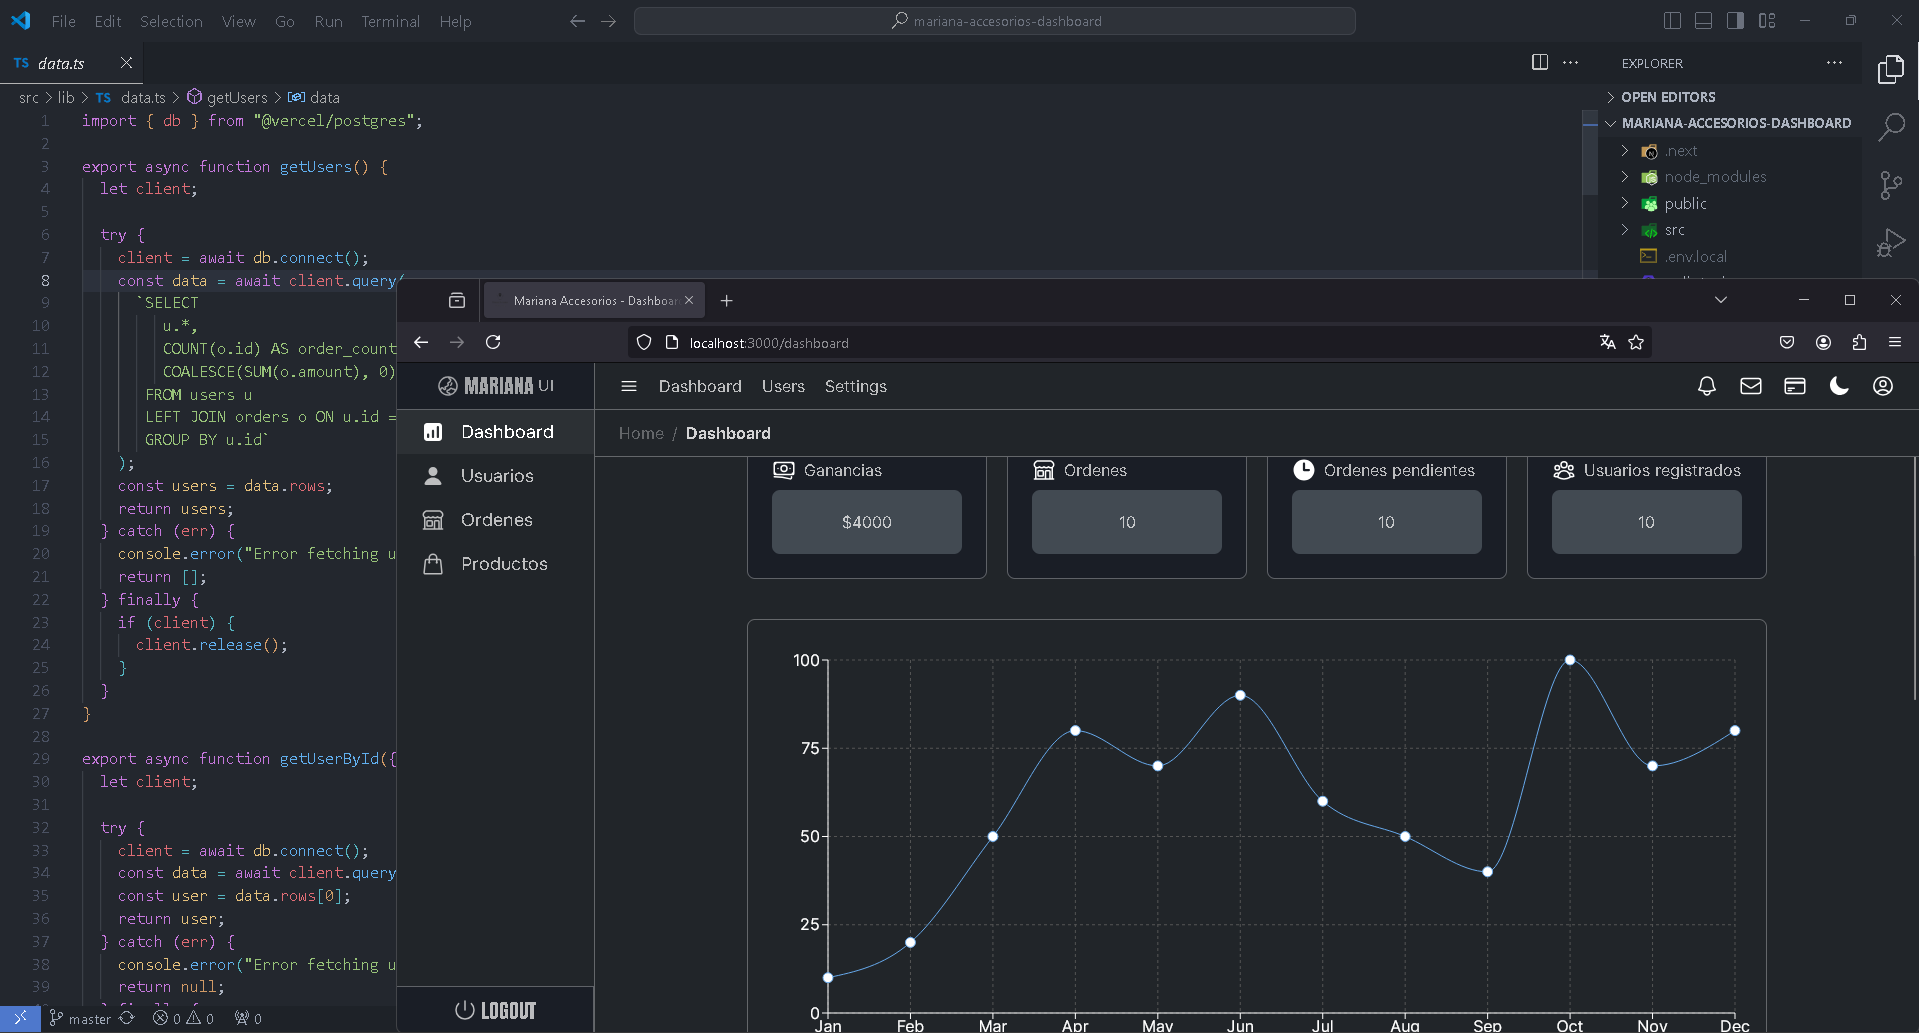 File Edit Selection View Go Run Terminal Help
mariana-accesorios-dashboard
TS data.ts
EXPLORER
src > lib > TS data.ts > getUsers > data
OPEN EDITORS
MARIANA-ACCESORIOS-DASHBOARD
.next
node_modules
public
src
.env.local
1 import { db } from "@vercel/postgres";
2
3 export async function getUsers() {
4 let client;
5
6 try {
7 client = await db.connect();
8 const data = await client.query(
9 `SELECT
10 u.*,
11 COUNT(o.id) AS order_count
12 COALESCE(SUM(o.amount), 0)
13 FROM users u
14 LEFT JOIN orders o ON u.id =
15 GROUP BY u.id`
16 );
17 const users = data.rows;
18 return users;
19 } catch (err) {
20 console.error("Error fetching u
21 return [];
22 } finally {
23 if (client) {
24 client.release();
25 }
26 }
27 }
28
29 export async function getUserById({
30 let client;
31
32 try {
33 client = await db.connect();
34 const data = await client.query
35 const user = data.rows[0];
36 return user;
37 } catch (err) {
38 console.error("Error fetching u
39 return null;
master 0 0 0
Mariana Accesorios - Dashboar
localhost:3000/dashboard
MARIANA UI
Dashboard Users Settings
Home / Dashboard
Dashboard
Usuarios
Ordenes
Productos
LOGOUT
Ganancias
$4000
Ordenes
10
Ordenes pendientes
10
Usuarios registrados
10
100
75
50
25
0
Jan Feb Mar Apr May Jun Jul Aug Sep Oct Nov Dec